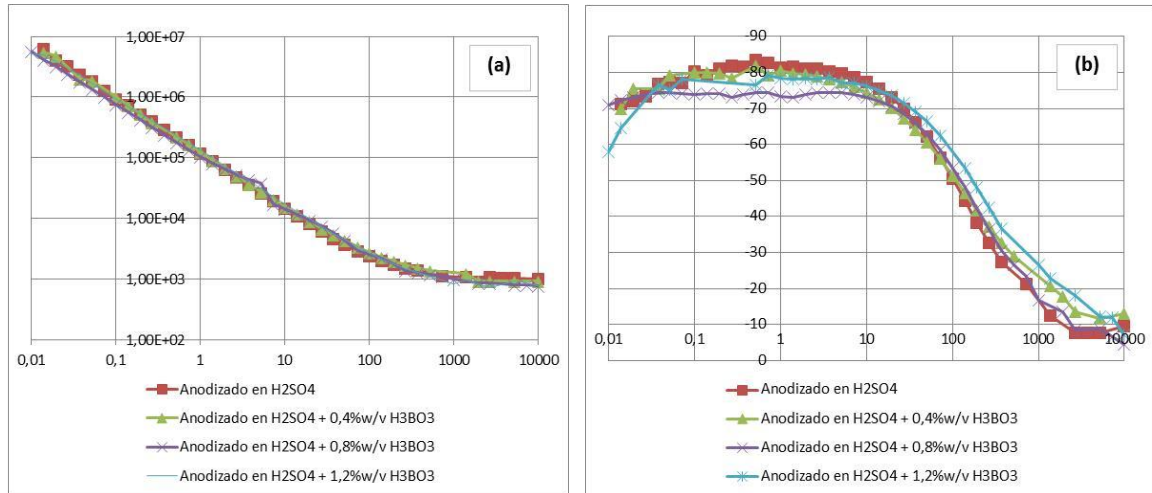 (a)
1,00E+07
1,00E+06
1,00E+05
1,00E+04
1,00E+03
1,00E+02
0,01 0,1 1 10 100 1000 10000
Anodizado en H2SO4
Anodizado en H2SO4 + 0,4%w/v H3BO3
Anodizado en H2SO4 + 0,8%w/v H3BO3
Anodizado en H2SO4 + 1,2%w/v H3BO3
(b)
-90
-80
-70
-60
-50
-40
-30
-20
-10
0
0,01 0,1 1 10 100 1000 10000
Anodizado en H2SO4
Anodizado en H2SO4 + 0,4%w/v H3BO3
Anodizado en H2SO4 + 0,8%w/v H3BO3
Anodizado en H2SO4 + 1,2%w/v H3BO3